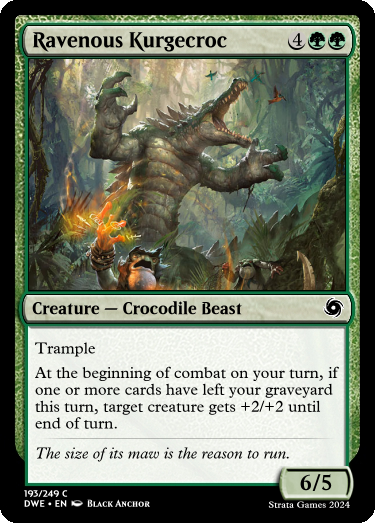 Ravenous Kurgecroc 4
Creature — Crocodile Beast
Trample
At the beginning of combat on your turn, if
one or more cards have left your graveyard
this turn, target creature gets +2/+2 until
end of turn.
The size of its maw is the reason to run.
6/5
193/249 C
DWE • EN Black Anchor
Strata Games 2024